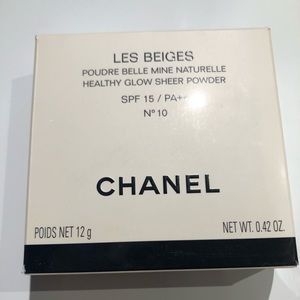 LES BEIGES
POUDRE BELLE MINE NATURELLE
HEALTHY GLOW SHEER POWDER
SPF 15 / PA++
N°10
CHANEL
POIDS NET 12 g
NET WT. 0.42 OZ.